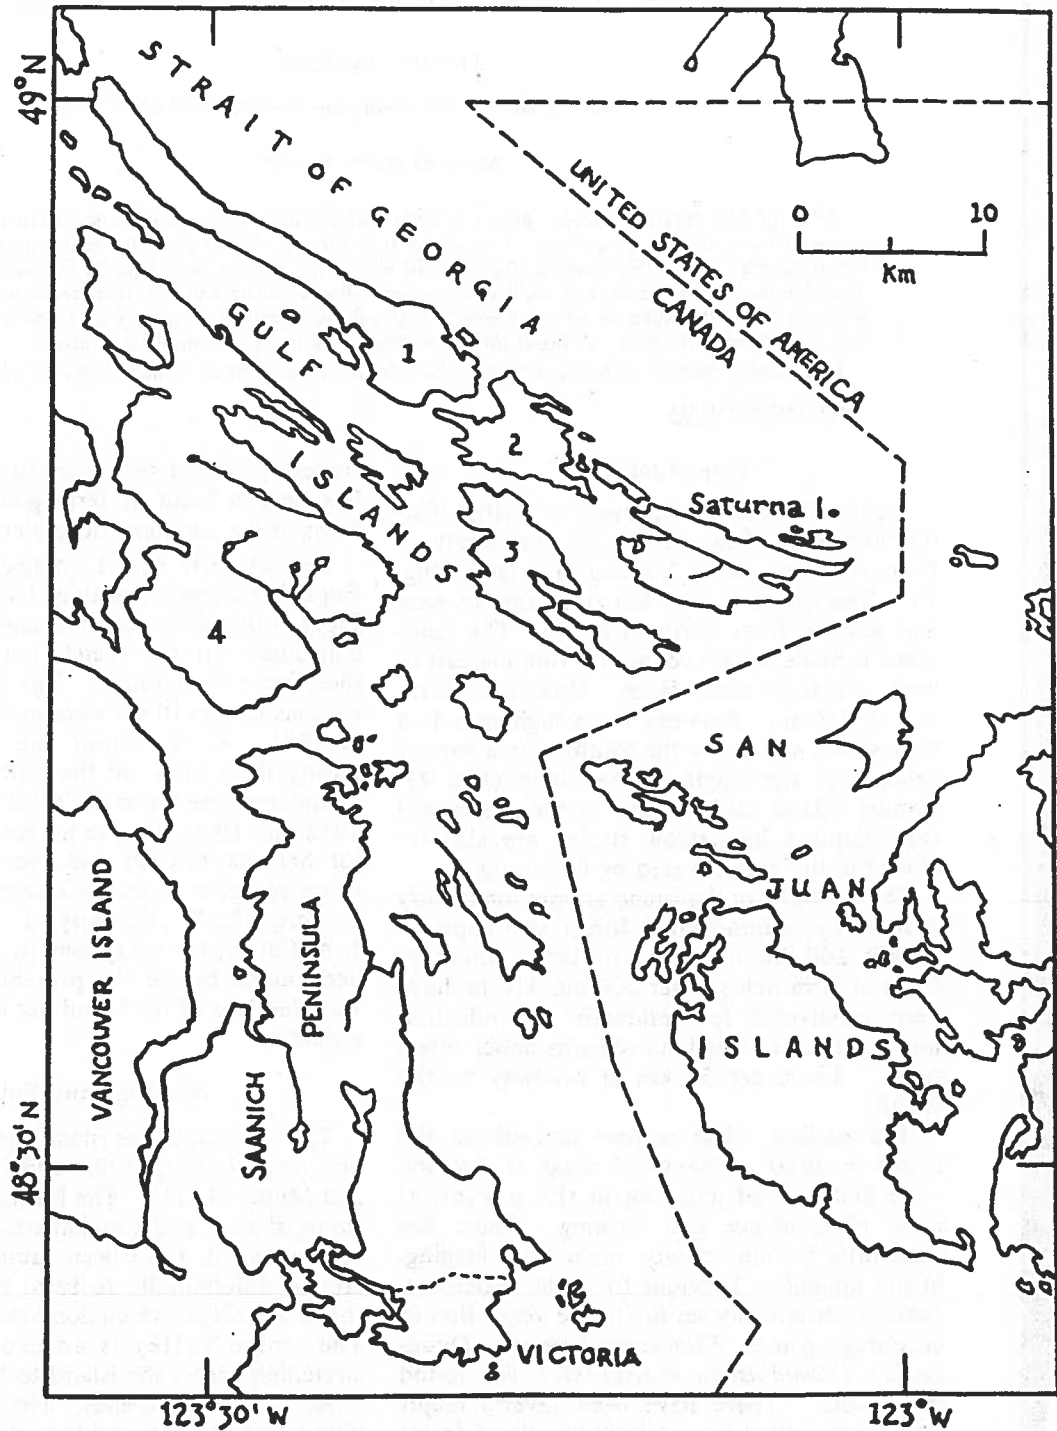 49° N
STRAIT OF GEORGIA
UNITED STATES OF AMERICA
CANADA
0 10
Km
GULF
ISLANDS
1
2
3
4
Saturna I.
SAN
JUAN
ISLANDS
VANCOUVER ISLAND
SAANICH
PENINSULA
48°30' N
VICTORIA
123°30' W
123° W